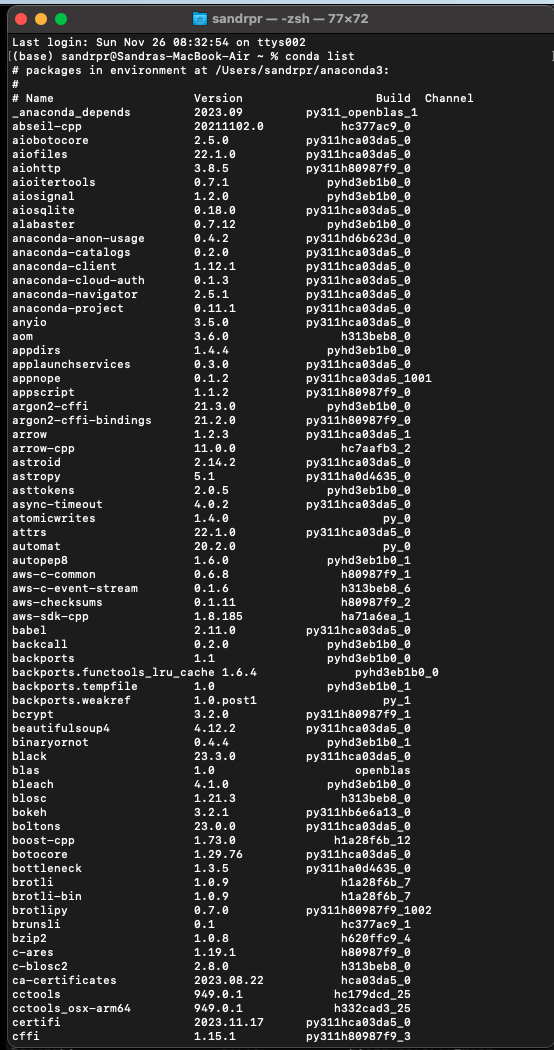 sandrpr — -zsh — 77×72
Last login: Sun Nov 26 08:32:54 on ttys002
[(base) sandrpr@Sandras-MacBook-Air ~ % conda list ]
# packages in environment at /Users/sandrpr/anaconda3:
#
# Name Version Build Channel
_anaconda_depends 2023.09 py311_openblas_1
abseil-cpp 20211102.0 hc377ac9_0
aiobotocore 2.5.0 py311hca03da5_0
aiofiles 22.1.0 py311hca03da5_0
aiohttp 3.8.5 py311h80987f9_0
aioitertools 0.7.1 pyhd3eb1b0_0
aiosignal 1.2.0 pyhd3eb1b0_0
aiosqlite 0.18.0 py311hca03da5_0
alabaster 0.7.12 pyhd3eb1b0_0
anaconda-anon-usage 0.4.2 py311hd6b623d_0
anaconda-catalogs 0.2.0 py311hca03da5_0
anaconda-client 1.12.1 py311hca03da5_0
anaconda-cloud-auth 0.1.3 py311hca03da5_0
anaconda-navigator 2.5.1 py311hca03da5_0
anaconda-project 0.11.1 py311hca03da5_0
anyio 3.5.0 py311hca03da5_0
aom 3.6.0 h313beb8_0
appdirs 1.4.4 pyhd3eb1b0_0
applaunchservices 0.3.0 py311hca03da5_0
appnope 0.1.2 py311hca03da5_1001
appscript 1.1.2 py311h80987f9_0
argon2-cffi 21.3.0 pyhd3eb1b0_0
argon2-cffi-bindings 21.2.0 py311h80987f9_0
arrow 1.2.3 py311hca03da5_1
arrow-cpp 11.0.0 hc7aafb3_2
astroid 2.14.2 py311hca03da5_0
astropy 5.1 py311ha0d4635_0
asttokens 2.0.5 pyhd3eb1b0_0
async-timeout 4.0.2 py311hca03da5_0
atomicwrites 1.4.0 py_0
attrs 22.1.0 py311hca03da5_0
automat 20.2.0 py_0
autopep8 1.6.0 pyhd3eb1b0_1
aws-c-common 0.6.8 h80987f9_1
aws-c-event-stream 0.1.6 h313beb8_6
aws-checksums 0.1.11 h80987f9_2
aws-sdk-cpp 1.8.185 ha71a6ea_1
babel 2.11.0 py311hca03da5_0
backcall 0.2.0 pyhd3eb1b0_0
backports 1.1 pyhd3eb1b0_0
backports.functools_lru_cache 1.6.4 pyhd3eb1b0_0
backports.tempfile 1.0 pyhd3eb1b0_1
backports.weakref 1.0.post1 py_1
bcrypt 3.2.0 py311h80987f9_1
beautifulsoup4 4.12.2 py311hca03da5_0
binaryornot 0.4.4 pyhd3eb1b0_1
black 23.3.0 py311hca03da5_0
blas 1.0 openblas
bleach 4.1.0 pyhd3eb1b0_0
blosc 1.21.3 h313beb8_0
bokeh 3.2.1 py311hb6e6a13_0
boltons 23.0.0 py311hca03da5_0
boost-cpp 1.73.0 h1a28f6b_12
botocore 1.29.76 py311hca03da5_0
bottleneck 1.3.5 py311ha0d4635_0
brotli 1.0.9 h1a28f6b_7
brotli-bin 1.0.9 h1a28f6b_7
brotlipy 0.7.0 py311h80987f9_1002
brunsli 0.1 hc377ac9_1
bzip2 1.0.8 h620ffc9_4
c-ares 1.19.1 h80987f9_0
c-blosc2 2.8.0 h313beb8_0
ca-certificates 2023.08.22 hca03da5_0
cctools 949.0.1 hc179dcd_25
cctools_osx-arm64 949.0.1 h332cad3_25
certifi 2023.11.17 py311hca03da5_0
cffi 1.15.1 py311h80987f9_3